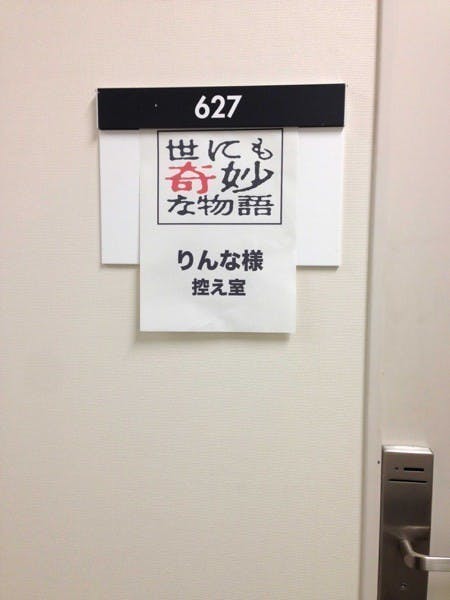 627
世にも
奇妙
な物語
りんな様
控え室